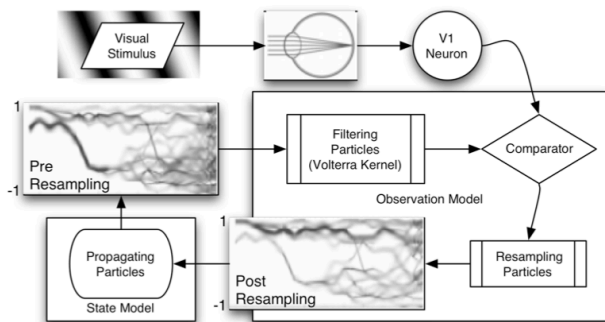 Visual
Stimulus
V1
Neuron
1
Pre
Resampling
-1
Filtering
Particles
(Volterra Kernel)
Comparator
Observation Model
Propagating
Particles
State Model
1
Post
Resampling
-1
Resampling
Particles